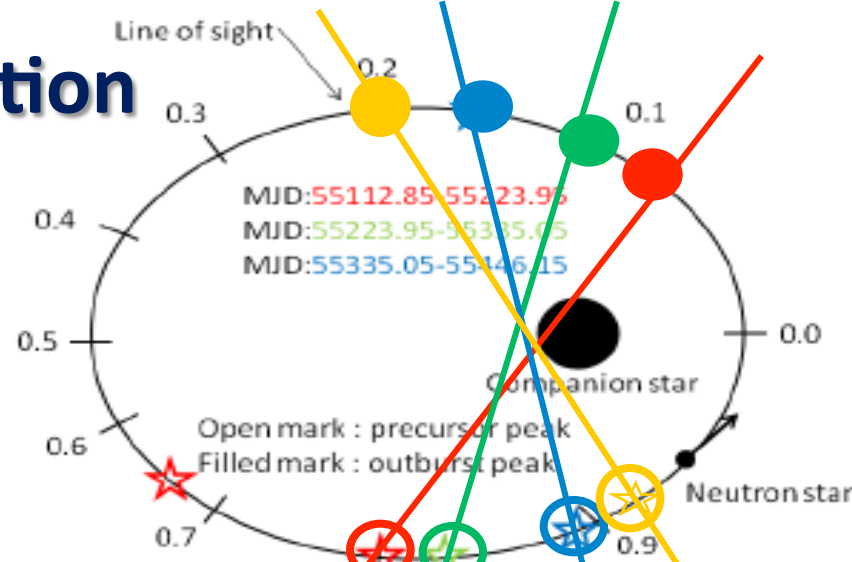 Line of sight
tion
0.2
0.3
0.1
MJD:55112.85-55223.95
0.4
MJD:55223.95-55335.05
MJD:55335.05-55446.15
0.5
0.0
Companion star
0.6
Open mark : precursor peak
Filled mark : outburst peak
Neutron star
0.7
0.9